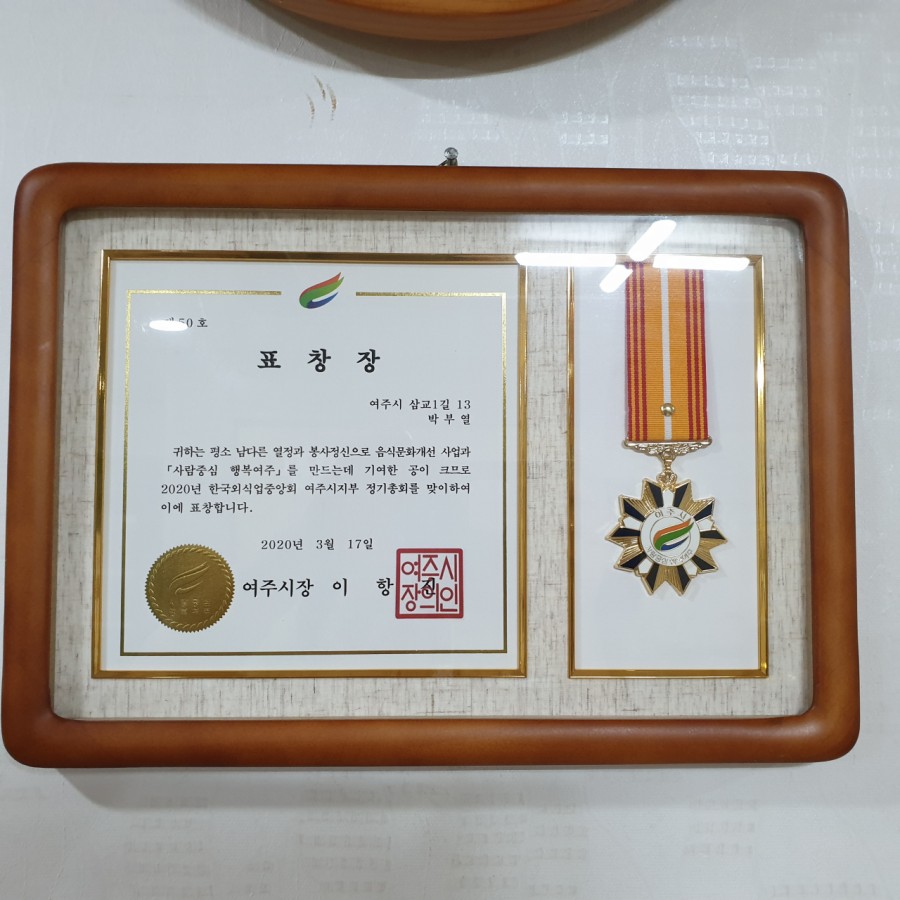 50 호
표 창 장
여주시 삼교1길 13
박 부 열
귀하는 평소 남다른 열정과 봉사정신으로 음식문화개선 사업과
「사람중심 행복여주」를 만드는데 기여한 공이 크므로
2020년 한국외식업중앙회 여주시지부 정기총회를 맞이하여
이에 표창합니다.
2020년 3월 17일
여주시장 이 항 진
여주시
장의인
여주시